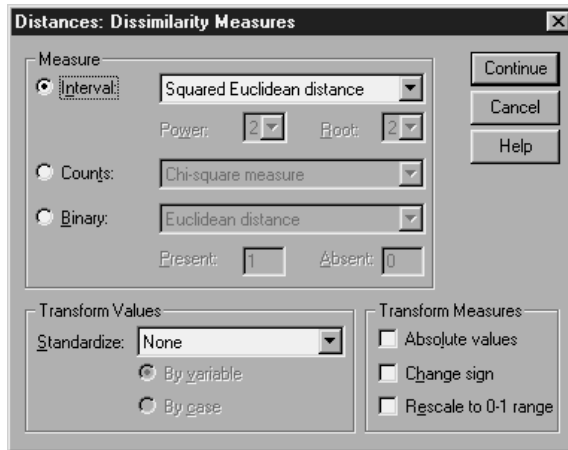 Distances: Dissimilarity Measures
Measure
Interval: Squared Euclidean distance
Power: 2 Root: 2
Counts: Chi-square measure
Binary: Euclidean distance
Present: 1 Absent: 0
Continue
Cancel
Help
Transform Values
Standardize: None
By variable
By case
Transform Measures
Absolute values
Change sign
Rescale to 0-1 range